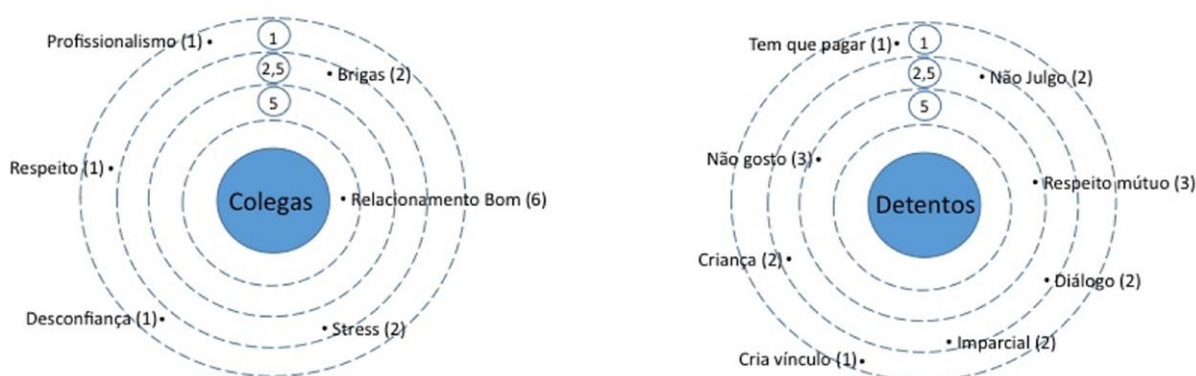 Profissionalismo (1)
1
2,5
Brigas (2)
5
Respeito (1)
Colegas
Relacionamento Bom (6)
Desconfiança (1)
Stress (2)
Tem que pagar (1)
1
2,5
Não Julgo (2)
5
Não gosto (3)
Respeito mútuo (3)
Detentos
Criança (2)
Diálogo (2)
Imparcial (2)
Cria vínculo (1)